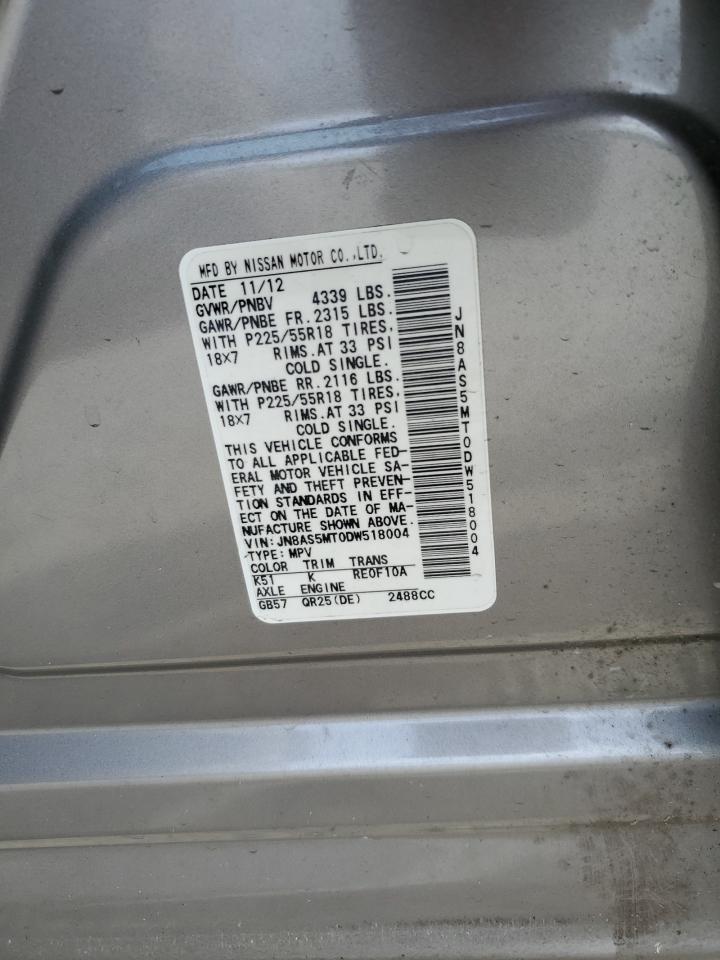 MFD BY NISSAN MOTOR CO.,LTD.
DATE 11/12
GVWR/PNBV 4339 LBS.
GAWR/PNBE FR.2315 LBS.
WITH P225/55R18 TIRES,
18X7 RIMS.AT 33 PSI
COLD SINGLE.
GAWR/PNBE RR.2116 LBS.
WITH P225/55R18 TIRES,
18X7 RIMS.AT 33 PSI
COLD SINGLE.
THIS VEHICLE CONFORMS
TO ALL APPLICABLE FED-
ERAL MOTOR VEHICLE SA-
FETY AND THEFT PREVEN-
TION STANDARDS IN EFF-
ECT ON THE DATE OF MA-
NUFACTURE SHOWN ABOVE.
VIN:JN8AS5MT0DW518004
TYPE:MPV
COLOR TRIM TRANS
K51 K RE0F10A
AXLE ENGINE
GB57 QR25(DE) 2488CC
JN8AS5MT0DW518004